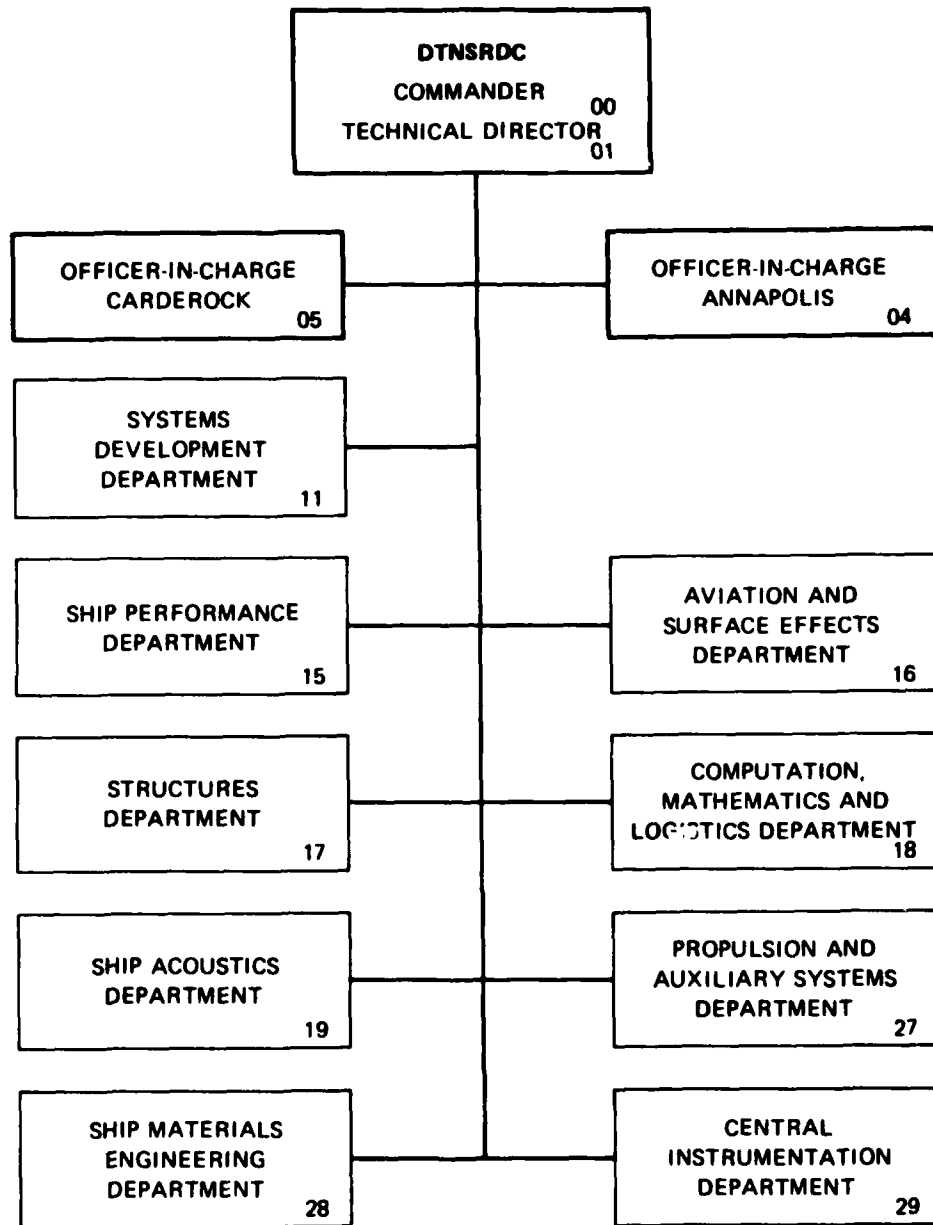 DTNSRDC
COMMANDER
00
TECHNICAL DIRECTOR
01
OFFICER-IN-CHARGE
CARDEROCK
05
OFFICER-IN-CHARGE
ANNAPOLIS
04
SYSTEMS
DEVELOPMENT
DEPARTMENT
11
SHIP PERFORMANCE
DEPARTMENT
15
AVIATION AND
SURFACE EFFECTS
DEPARTMENT
16
STRUCTURES
DEPARTMENT
17
COMPUTATION,
MATHEMATICS AND
LOGISTICS DEPARTMENT
18
SHIP ACOUSTICS
DEPARTMENT
19
PROPULSION AND
AUXILIARY SYSTEMS
DEPARTMENT
27
SHIP MATERIALS
ENGINEERING
DEPARTMENT
28
CENTRAL
INSTRUMENTATION
DEPARTMENT
29